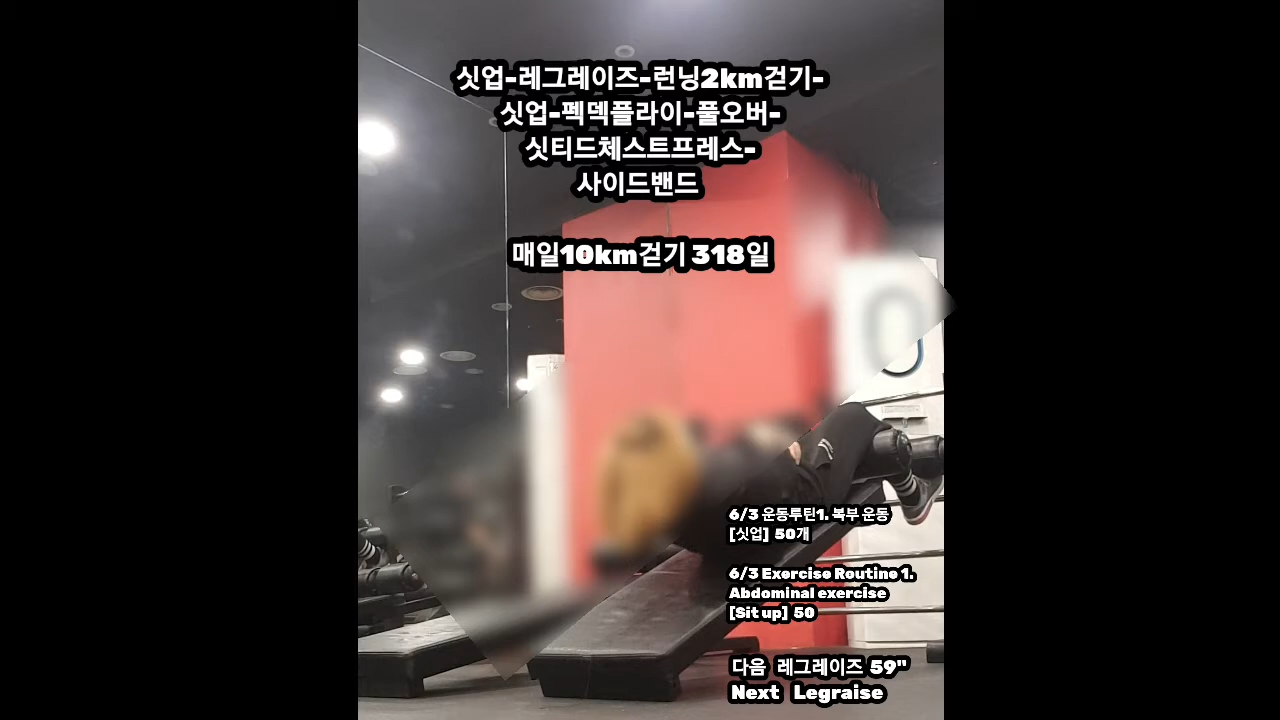 싯업-레그레이즈-런닝2km걷기-
싯업-펙덱플라이-풀오버-
싯티드체스트프레스-
사이드밴드
매일10km걷기 318일
6/3 운동루틴1. 복부 운동
[싯업] 50개
6/3 Exercise Routine 1.
Abdominal exercise
[Sit up] 50
다음 레그레이즈 59"
Next Legraise